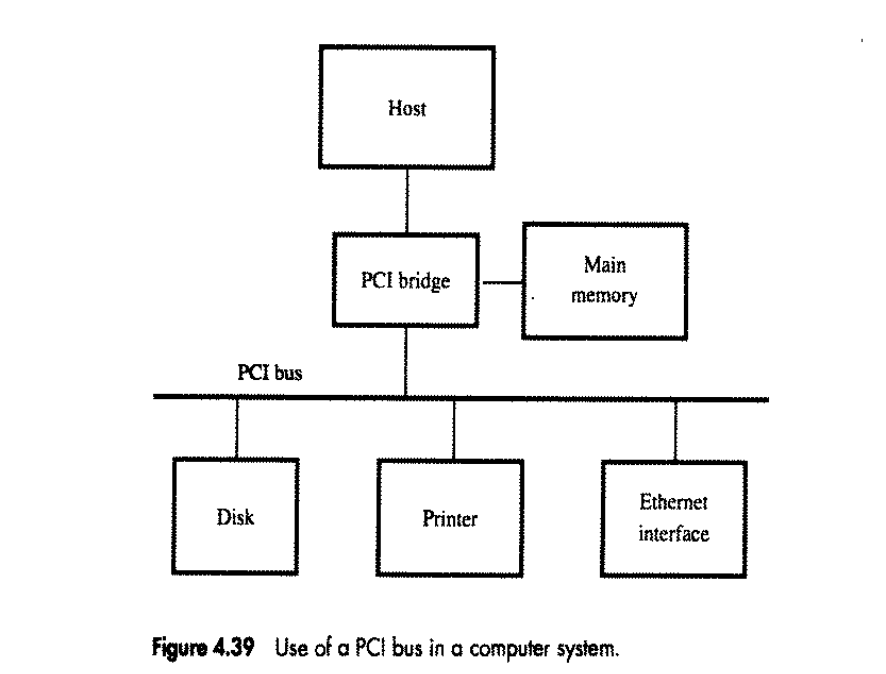 Host
PCI bridge
Main
memory
PCI bus
Disk
Printer
Ethernet
interface
Figure 4.39 Use of a PCI bus in a computer system.